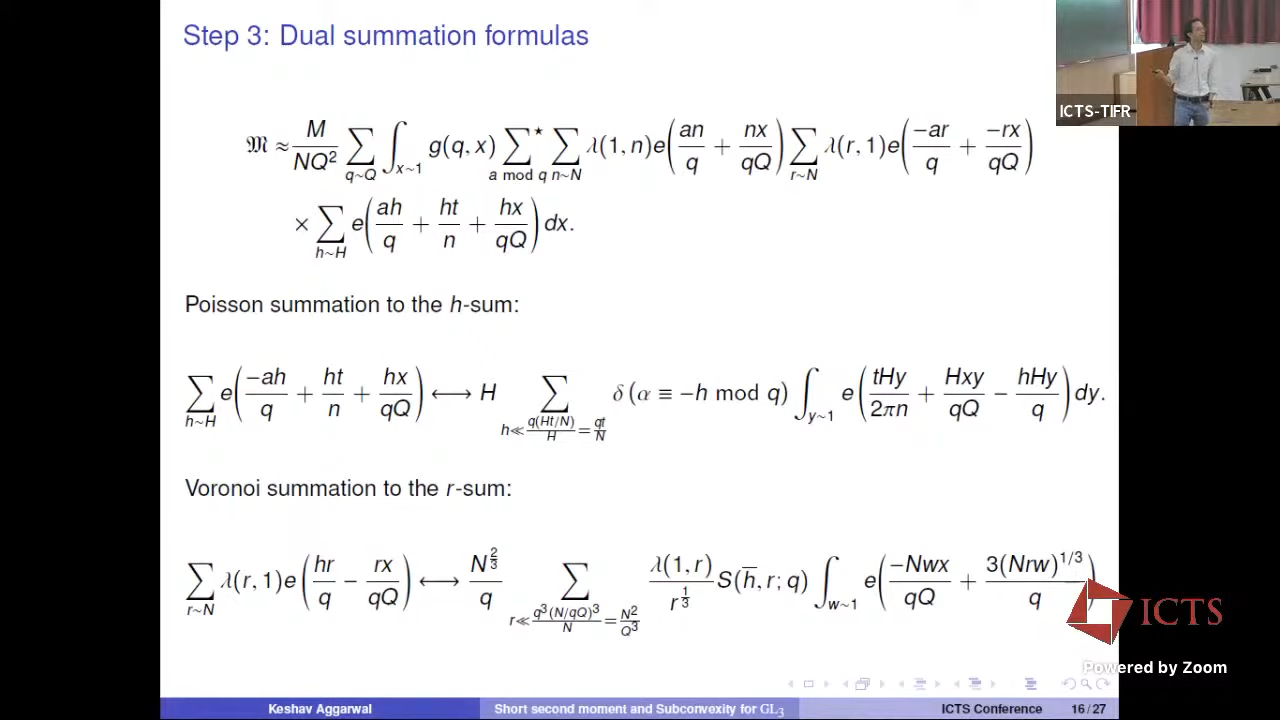 Step 3: Dual summation formulas
ICTS-TIFR
𝔐 ≈ M/NQ² ∑_{q∼Q} ∫_{x∼1} g(q, x) ∑*_{a mod q} ∑_{n∼N} λ(1, n)e(an/q + nx/qQ) ∑_{r∼N} λ(r, 1)e(−ar/q + −rx/qQ)
× ∑_{h∼H} e(ah/q + ht/n + hx/qQ) dx.
Poisson summation to the h-sum:
∑_{h∼H} e(−ah/q + ht/n + hx/qQ) ⟷ H ∑_{h≪ q(Ht/N)/H = qt/N} δ(α ≡ −h mod q) ∫_{y∼1} e(tHy/2πn + Hxy/qQ − hHy/q) dy.
Voronoi summation to the r-sum:
∑_{r∼N} λ(r, 1)e(hr/q − rx/qQ) ⟷ N^{2/3}/q ∑_{r≪ q³(N/qQ)³/N = N²/Q³} λ(1, r)/r^{1/3} S(h̅, r; q) ∫_{w∼1} e(−Nwx/qQ + 3(Nrw)^{1/3}/q)
ICTS
Powered by Zoom
Keshav Aggarwal Short second moment and Subconvexity for GL₃ ICTS Conference 16/27